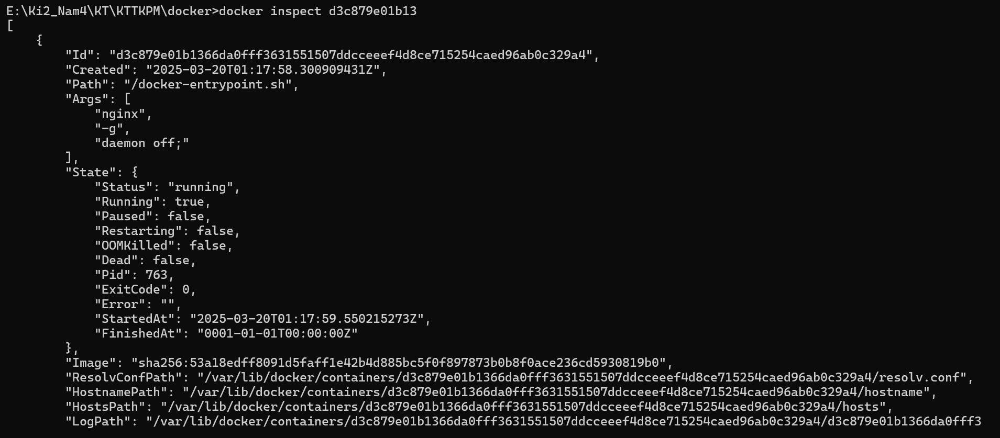 E:\Ki2_Nam4\KT\KTTKPM\docker>docker inspect d3c879e01b13
[
    {
        "Id": "d3c879e01b1366da0fff3631551507ddcceeef4d8ce715254caed96ab0c329a4",
        "Created": "2025-03-20T01:17:58.300909431Z",
        "Path": "/docker-entrypoint.sh",
        "Args": [
            "nginx",
            "-g",
            "daemon off;"
        ],
        "State": {
            "Status": "running",
            "Running": true,
            "Paused": false,
            "Restarting": false,
            "OOMKilled": false,
            "Dead": false,
            "Pid": 763,
            "ExitCode": 0,
            "Error": "",
            "StartedAt": "2025-03-20T01:17:59.550215273Z",
            "FinishedAt": "0001-01-01T00:00:00Z"
        },
        "Image": "sha256:53a18edff8091d5faff1e42b4d885bc5f0f897873b0b8f0ace236cd5930819b0",
        "ResolvConfPath": "/var/lib/docker/containers/d3c879e01b1366da0fff3631551507ddcceeef4d8ce715254caed96ab0c329a4/resolv.conf",
        "HostnamePath": "/var/lib/docker/containers/d3c879e01b1366da0fff3631551507ddcceeef4d8ce715254caed96ab0c329a4/hostname",
        "HostsPath": "/var/lib/docker/containers/d3c879e01b1366da0fff3631551507ddcceeef4d8ce715254caed96ab0c329a4/hosts",
        "LogPath": "/var/lib/docker/containers/d3c879e01b1366da0fff3631551507ddcceeef4d8ce715254caed96ab0c329a4/d3c879e01b1366da0fff3